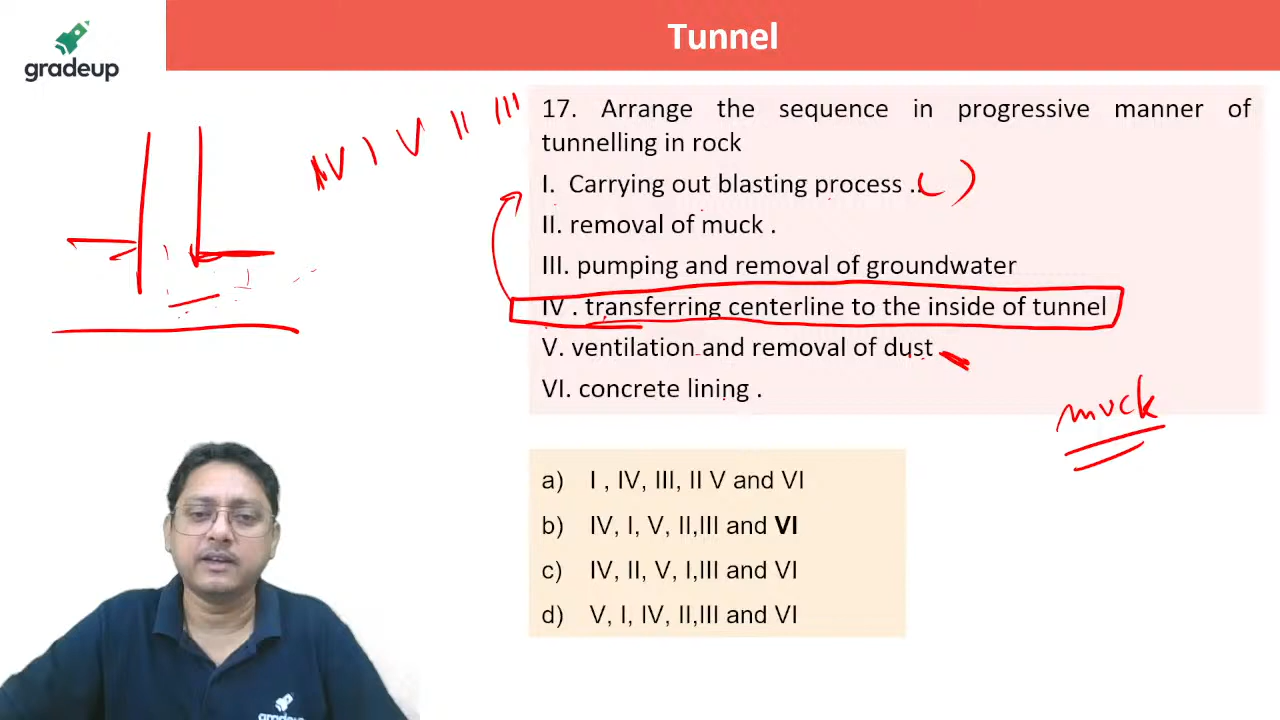 Tunnel
gradeup
17. Arrange the sequence in progressive manner of
tunnelling in rock
I. Carrying out blasting process ..
II. removal of muck .
III. pumping and removal of groundwater
IV . transferring centerline to the inside of tunnel
V. ventilation and removal of dust
VI. concrete lining .
IV I V II III
muck
a) I , IV, III, II V and VI
b) IV, I, V, II,III and VI
c) IV, II, V, I,III and VI
d) V, I, IV, II,III and VI
gradeup